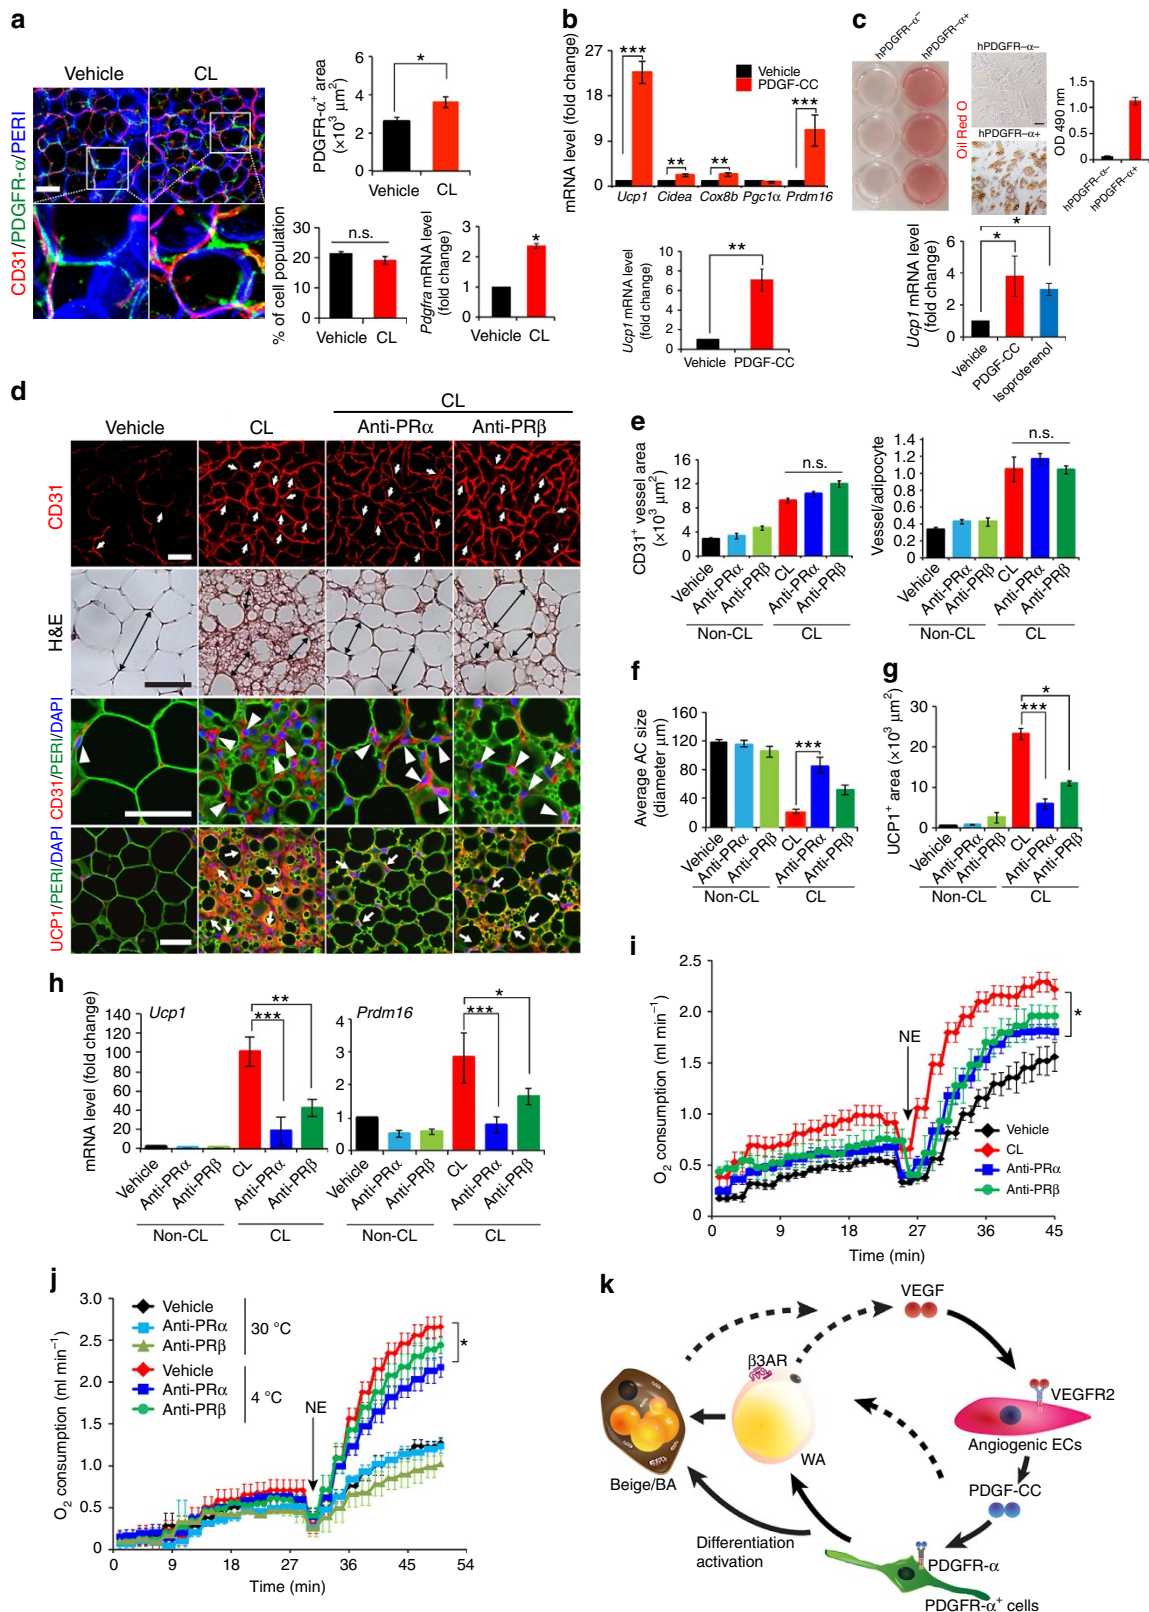 a
Vehicle
CL
CD31/PDGFR-α/PERI
PDGFR-α⁺ area
(×10³ μm²)
6
4
2
0
*
Vehicle
CL
% of cell population
30
20
10
0
n.s.
Vehicle
CL
Pdgfra mRNA level
(fold change)
3
2
1
0
*
Vehicle
CL
b
mRNA level (fold change)
27
18
9
0
***
**
**
***
Vehicle
PDGF-CC
Ucp1
Cidea
Cox8b
Pgc1α
Prdm16
Ucp1 mRNA level
(fold change)
10
8
6
4
2
0
**
Vehicle
PDGF-CC
c
hPDGFR-α−
hPDGFR-α+
Oil Red O
hPDGFR-α−
hPDGFR-α+
OD 490 nm
1.5
1.0
0.5
0
hPDGFR-α−
hPDGFR-α+
Ucp1 mRNA level
(fold change)
6
5
4
3
2
1
0
*
*
Vehicle
PDGF-CC
Isoproterenol
d
CL
Vehicle
CL
Anti-PRα
Anti-PRβ
CD31
H&E
CD31/PERI/DAPI
UCP1/PERI/DAPI
e
CD31⁺ vessel area
(×10³ μm²)
16
12
8
4
0
n.s.
Vehicle
Anti-PRα
Anti-PRβ
CL
Anti-PRα
Anti-PRβ
Non-CL
CL
Vessel/adipocyte
1.4
1.2
1.0
0.8
0.6
0.4
0.2
0
n.s.
Vehicle
Anti-PRα
Anti-PRβ
CL
Anti-PRα
Anti-PRβ
Non-CL
CL
f
Average AC size
(diameter μm)
160
120
80
40
0
***
Vehicle
Anti-PRα
Anti-PRβ
CL
Anti-PRα
Anti-PRβ
Non-CL
CL
g
UCP1⁺ area (×10³ μm²)
30
20
10
0
*
***
Vehicle
Anti-PRα
Anti-PRβ
CL
Anti-PRα
Anti-PRβ
Non-CL
CL
h
mRNA level (fold change)
Ucp1
140
120
100
80
60
40
20
0
**
***
Vehicle
Anti-PRα
Anti-PRβ
CL
Anti-PRα
Anti-PRβ
Non-CL
CL
Prdm16
4
3
2
1
0
*
***
Vehicle
Anti-PRα
Anti-PRβ
CL
Anti-PRα
Anti-PRβ
Non-CL
CL
i
O₂ consumption (ml min⁻¹)
2.5
2.0
1.5
1.0
0.5
0
NE
*
Vehicle
CL
Anti-PRα
Anti-PRβ
0
9
18
27
36
45
Time (min)
j
O₂ consumption (ml min⁻¹)
3.0
2.5
2.0
1.5
1.0
0.5
0
Vehicle
Anti-PRα
Anti-PRβ
30 °C
Vehicle
Anti-PRα
Anti-PRβ
4 °C
NE
*
0
9
18
27
36
45
54
Time (min)
k
VEGF
β3AR
VEGFR2
Angiogenic ECs
WA
Beige/BA
PDGF-CC
Differentiation
activation
PDGFR-α
PDGFR-α⁺ cells